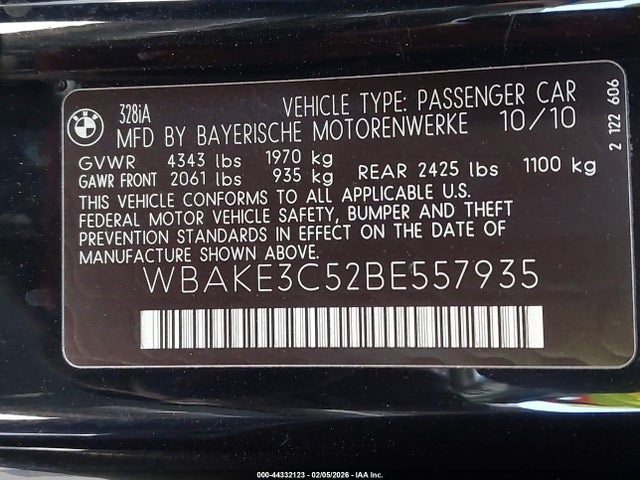 BMW
328iA VEHICLE TYPE: PASSENGER CAR
MFD BY BAYERISCHE MOTORENWERKE 10/10
GVWR 4343 lbs 1970 kg
GAWR FRONT 2061 lbs 935 kg REAR 2425 lbs 1100 kg
THIS VEHICLE CONFORMS TO ALL APPLICABLE U.S.
FEDERAL MOTOR VEHICLE SAFETY, BUMPER AND THEFT
PREVENTION STANDARDS IN EFFECT ON THE DATE OF
MANUFACTURE SHOWN ABOVE.
WBAKE3C52BE557935
2 122 606
000-44332123 - 02/05/2026 - IAA Inc.